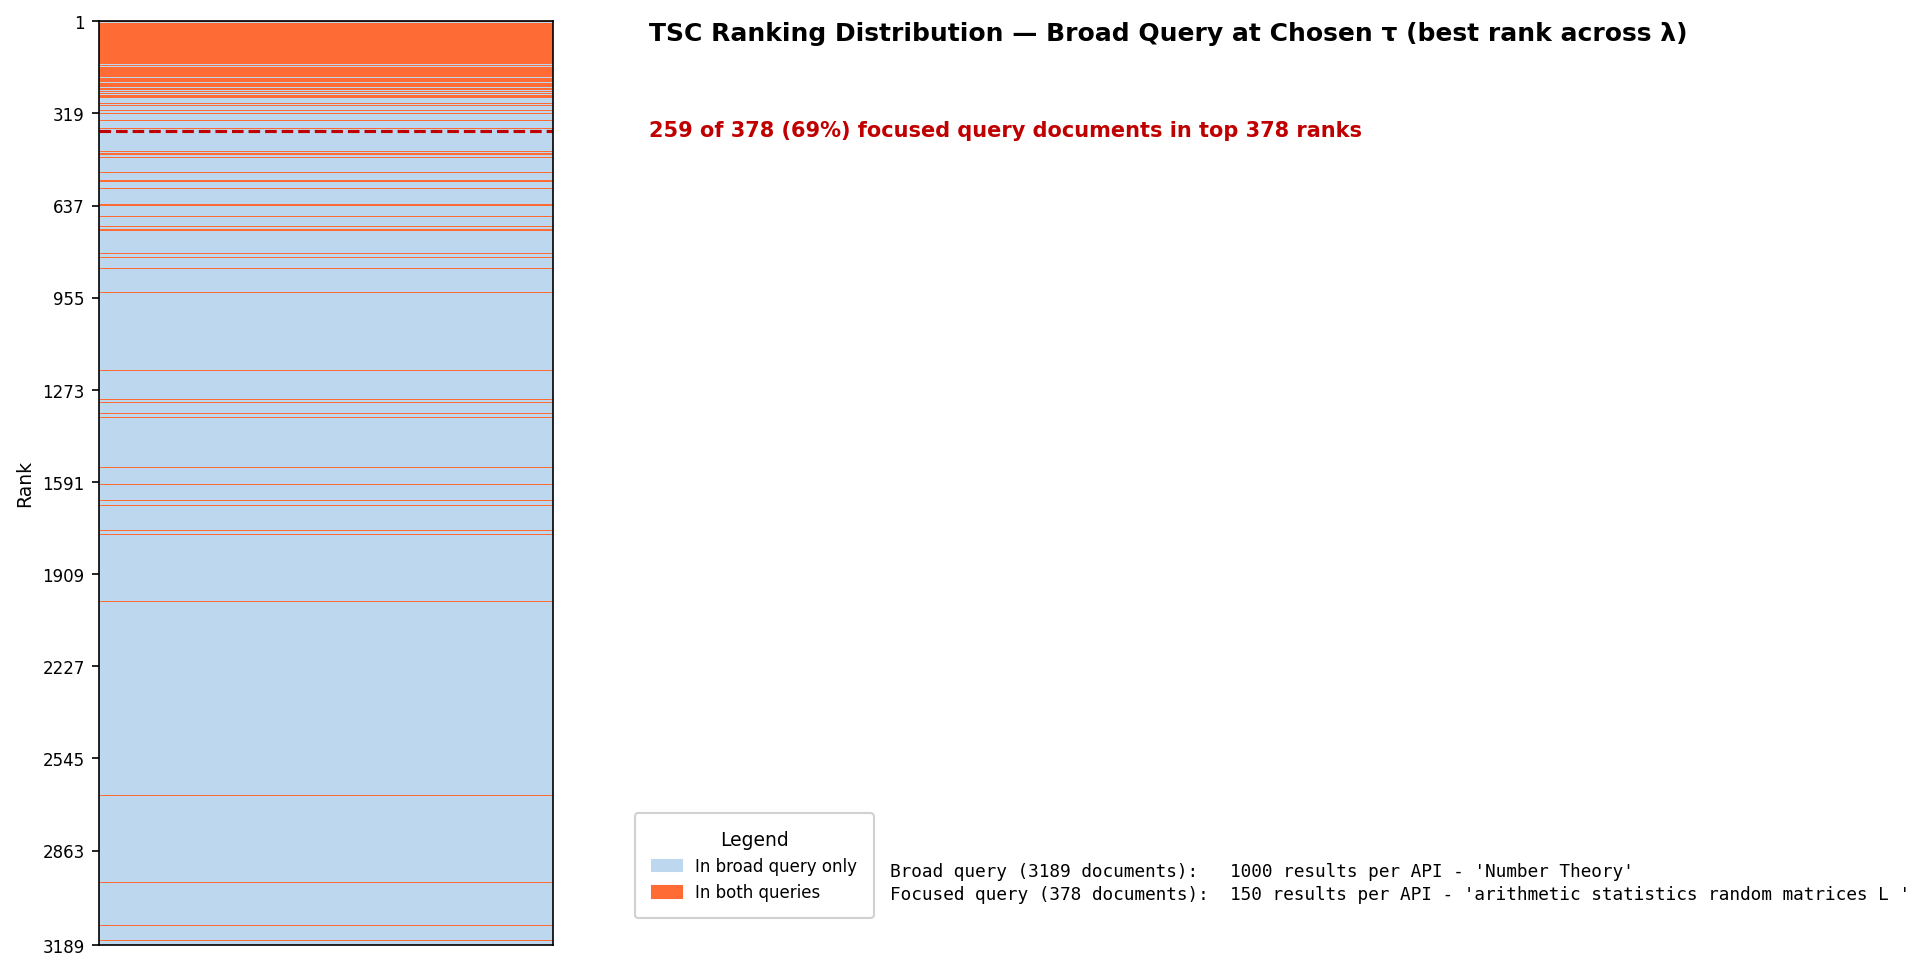 TSC Ranking Distribution — Broad Query at Chosen τ (best rank across λ)
259 of 378 (69%) focused query documents in top 378 ranks
Rank
1
319
637
955
1273
1591
1909
2227
2545
2863
3189
Legend
In broad query only
In both queries
Broad query (3189 documents):   1000 results per API - 'Number Theory'
Focused query (378 documents):  150 results per API - 'arithmetic statistics random matrices L '